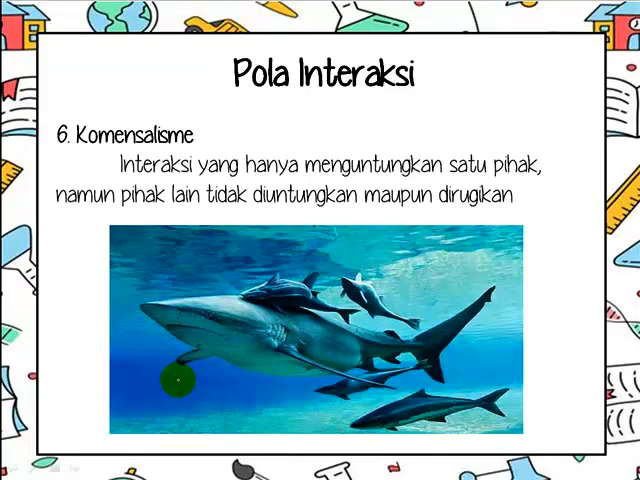 Pola Interaksi
6. Komensalisme
Interaksi yang hanya menguntungkan satu pihak,
namun pihak lain tidak diuntungkan maupun dirugikan